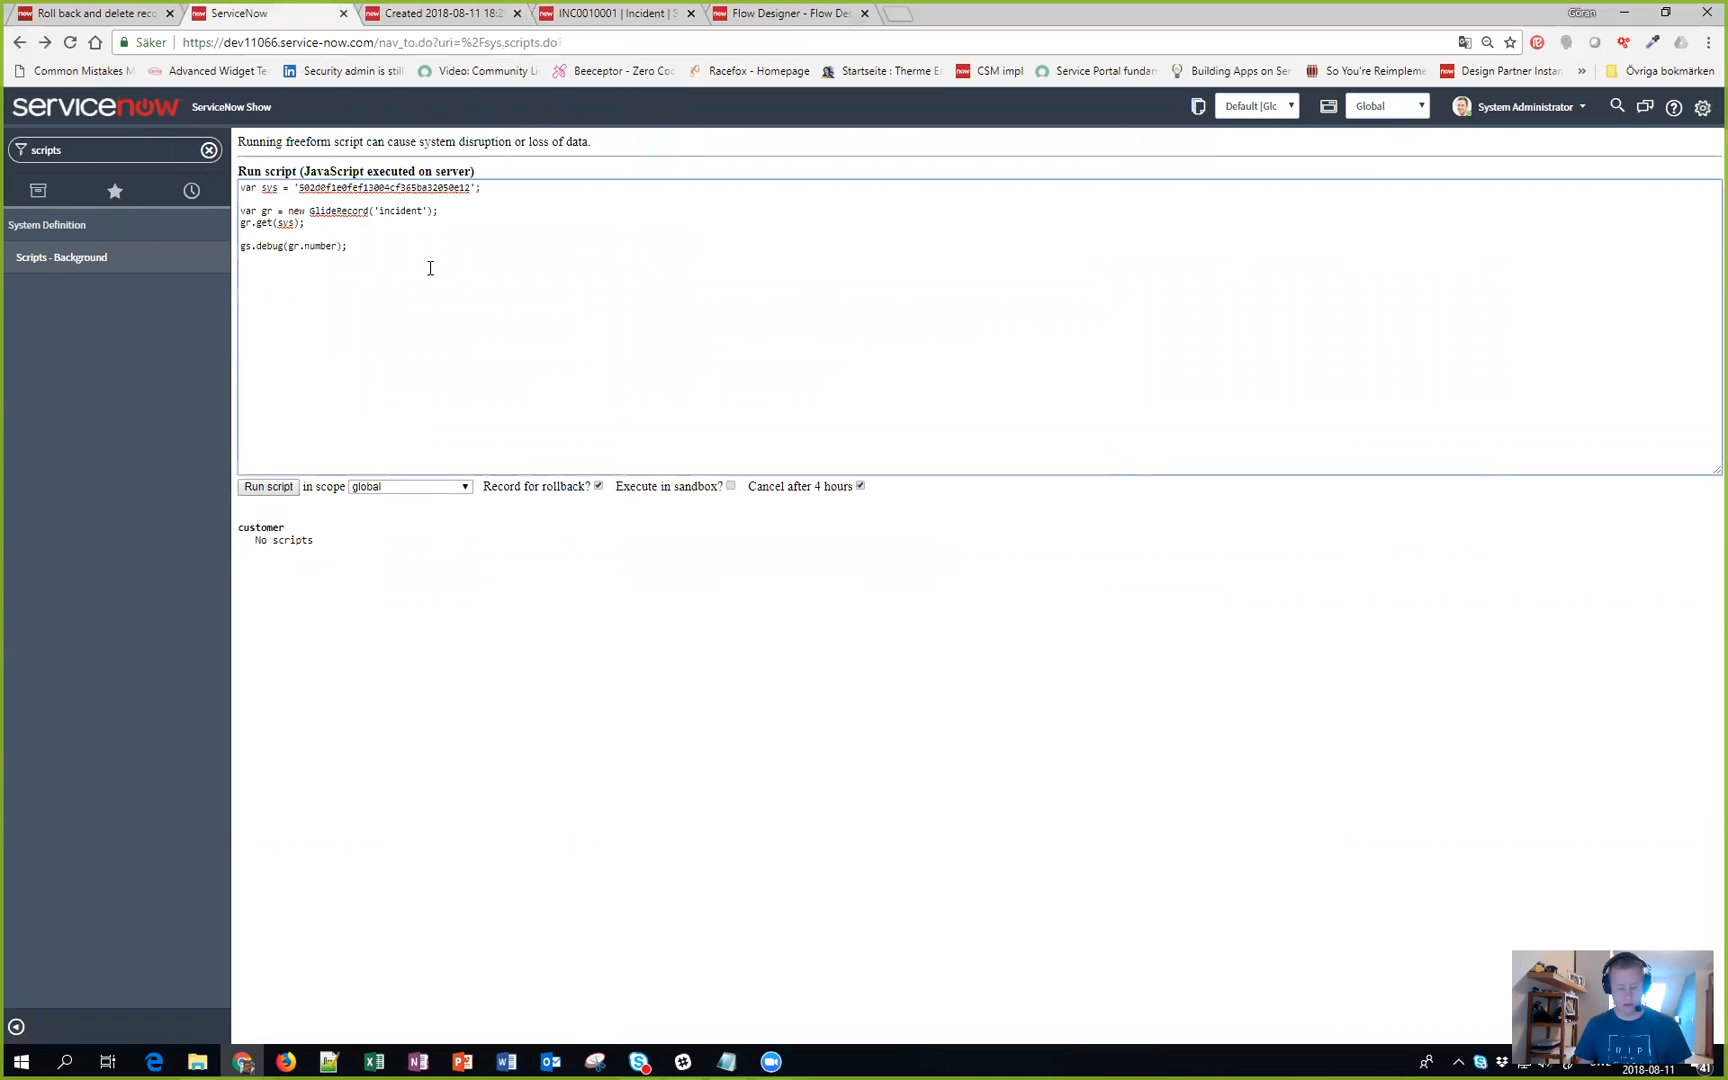 Roll back and delete reco
ServiceNow
Created 2018-08-11 18:2
INC0010001 | Incident | S
Flow Designer - Flow De
Göran
Säker
https://dev11066.service-now.com/nav_to.do?uri=%2Fsys.scripts.do?
Common Mistakes M
Advanced Widget Te
Security admin is still
Video: Community Li
Beeceptor - Zero Coc
Racefox - Homepage
Startseite : Therme Er
CSM impl
Service Portal fundan
Building Apps on Ser
So You're Reimpleme
Design Partner Instan
»
Övriga bokmärken
servicenow
ServiceNow Show
Default [Glc
Global
System Administrator
scripts
System Definition
Scripts - Background
Running freeform script can cause system disruption or loss of data.
Run script (JavaScript executed on server)
var sys = '502d0f1e0fef13004cf365ba32050e12';
var gr = new GlideRecord('incident');
gr.get(sys);
gs.debug(gr.number);
Run script in scope global Record for rollback? Execute in sandbox? Cancel after 4 hours
customer
No scripts
RIP
2018-08-11
41